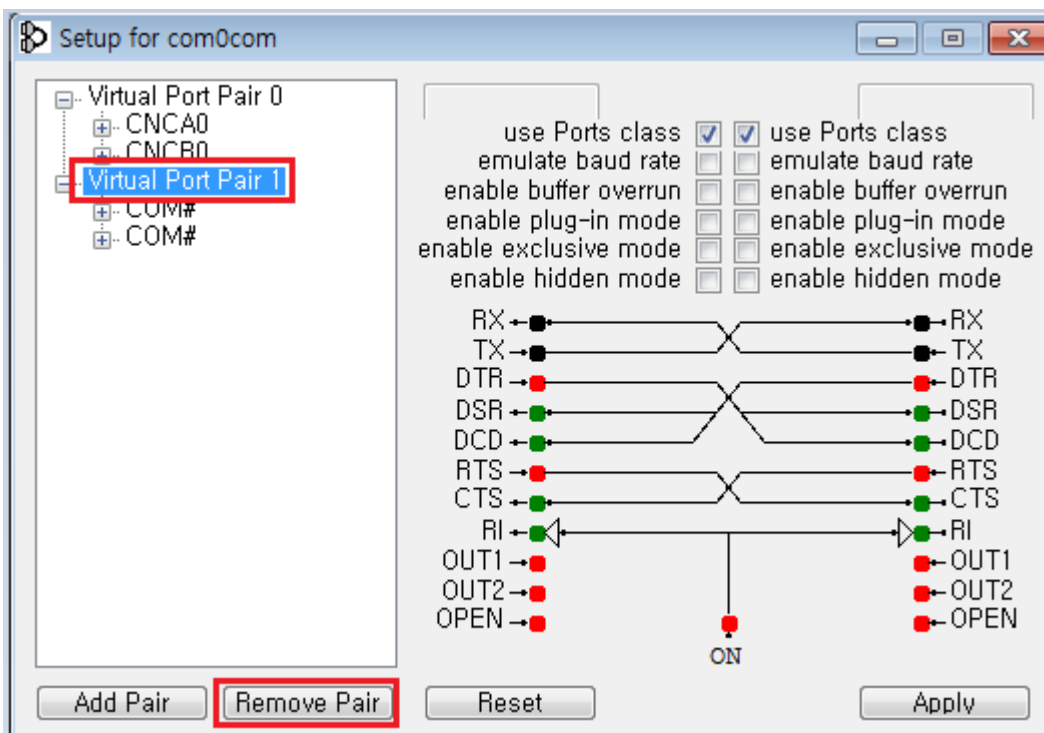 Setup for com0com
Virtual Port Pair 0
CNCA0
CNCB0
Virtual Port Pair 1
COM#
COM#
use Ports class use Ports class
emulate baud rate emulate baud rate
enable buffer overrun enable buffer overrun
enable plug-in mode enable plug-in mode
enable exclusive mode enable exclusive mode
enable hidden mode enable hidden mode
RX RX
TX TX
DTR DTR
DSR DSR
DCD DCD
RTS RTS
CTS CTS
RI RI
OUT1 OUT1
OUT2 OUT2
OPEN OPEN
ON
Add Pair Remove Pair Reset Apply